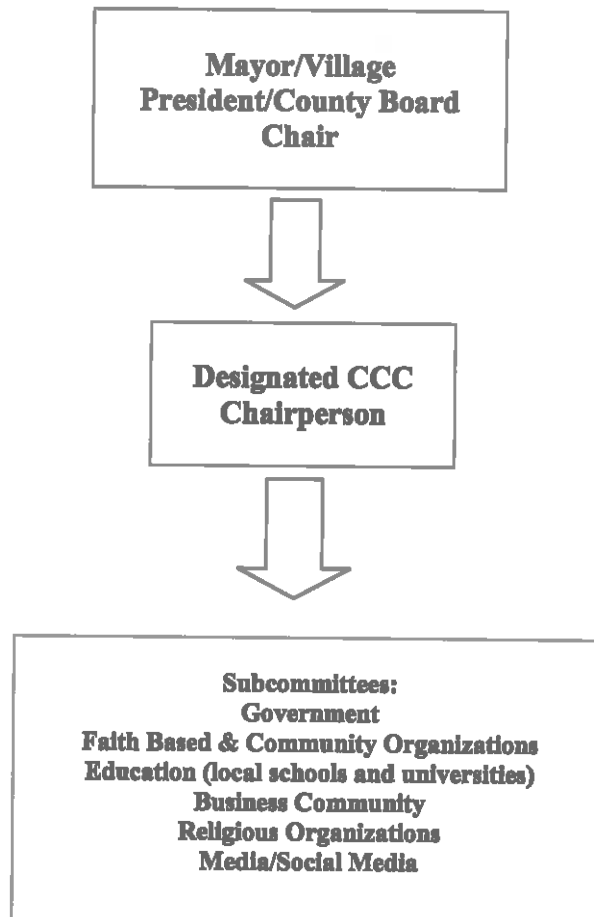 Mayor/Village
President/County Board
Chair
Designated CCC
Chairperson
Subcommittees:
Government
Faith Based & Community Organizations
Education (local schools and universities)
Business Community
Religious Organizations
Media/Social Media